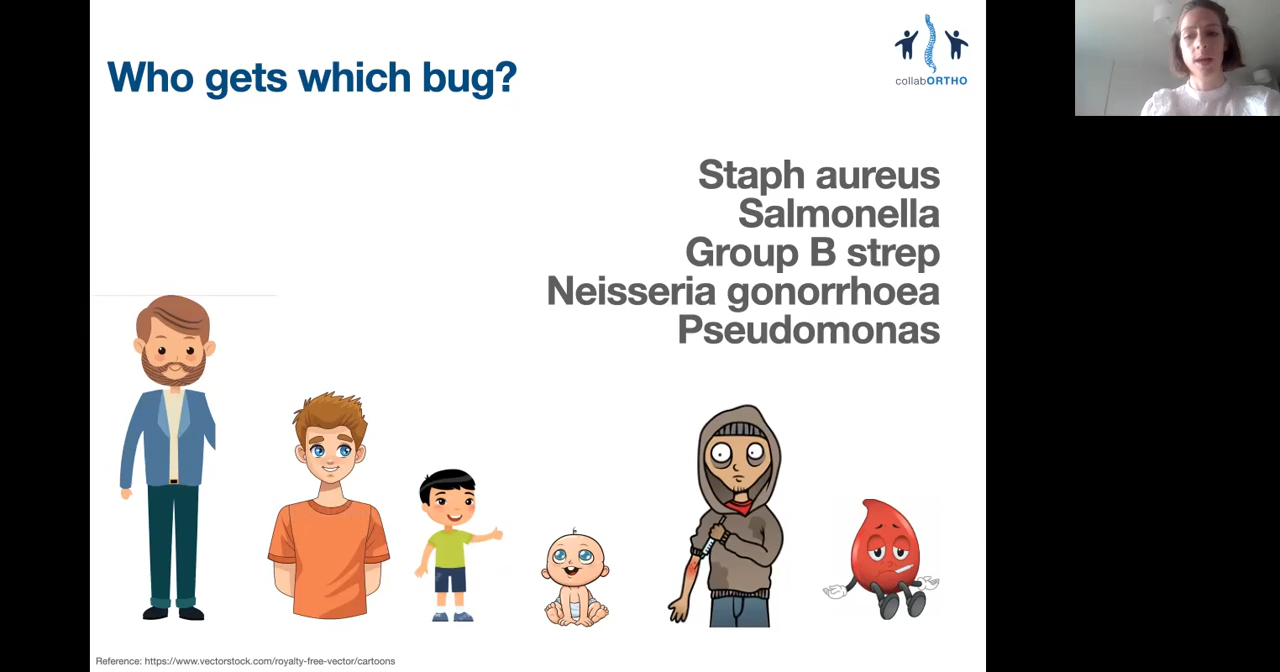 Who gets which bug?
collabORTHO
Staph aureus
Salmonella
Group B strep
Neisseria gonorrhoea
Pseudomonas
Reference: https://www.vectorstock.com/royalty-free-vector/cartoons